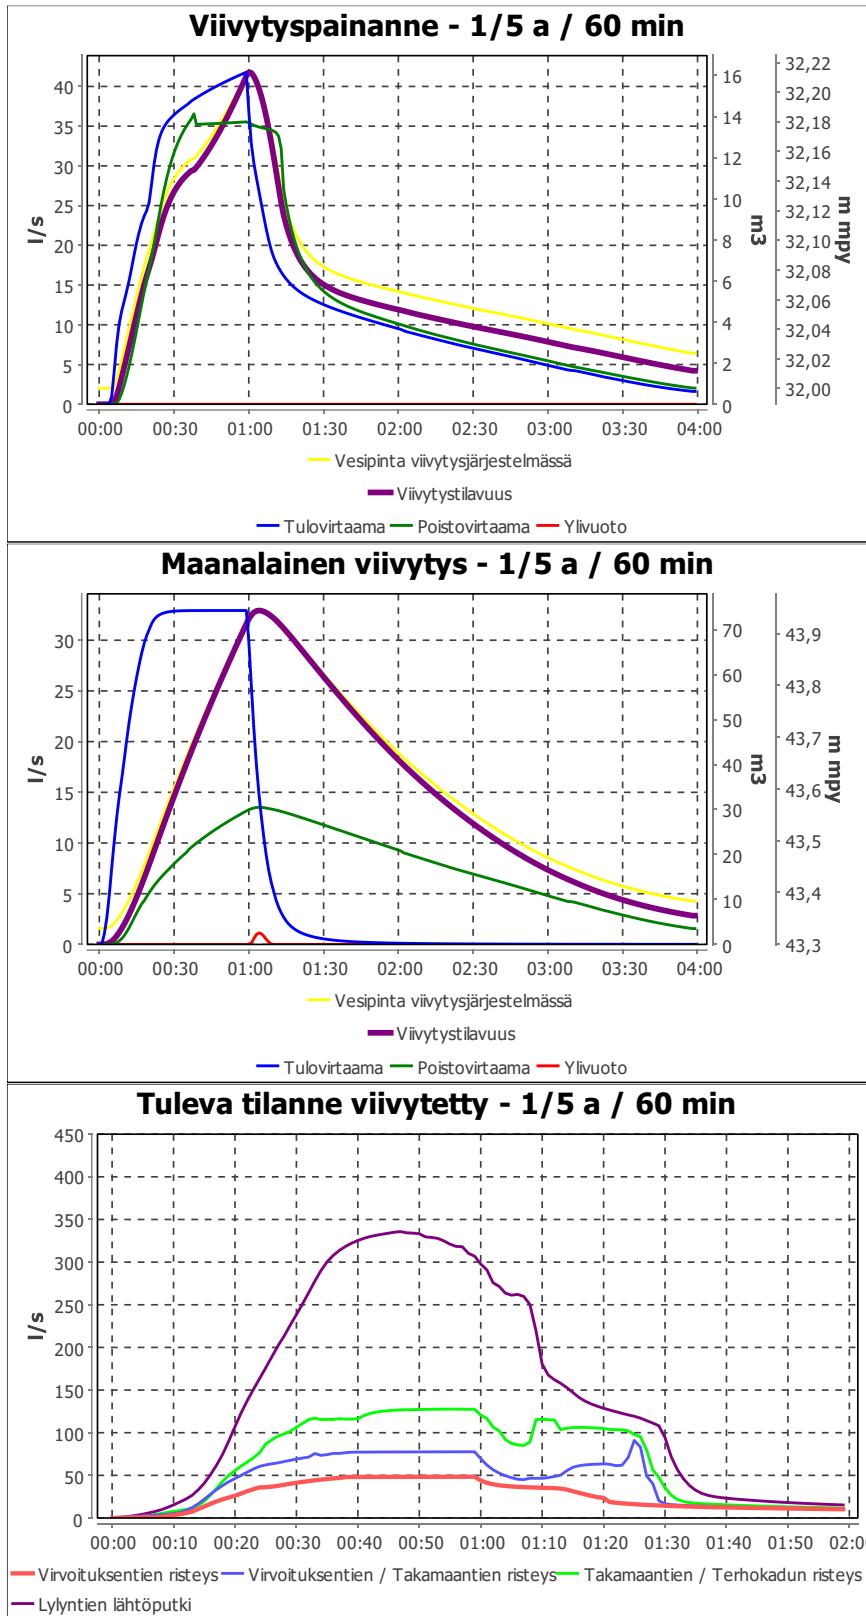 Viivytyspainanne - 1/5 a / 60 min
l/s
40
35
30
25
20
15
10
5
0
16
14
12
10
8
6
4
2
0
m3
32,22
32,20
32,18
32,16
32,14
32,12
32,10
32,08
32,06
32,04
32,02
32,00
m mpy
00:00 00:30 01:00 01:30 02:00 02:30 03:00 03:30 04:00
Vesipinta viivytysjärjestelmässä
Viivytystilavuus
Tulovirtaama Poistovirtaama Ylivuoto
Maanalainen viivytys - 1/5 a / 60 min
l/s
30
25
20
15
10
5
0
70
60
50
40
30
20
10
0
m3
43,9
43,8
43,7
43,6
43,5
43,4
43,3
m mpy
00:00 00:30 01:00 01:30 02:00 02:30 03:00 03:30 04:00
Vesipinta viivytysjärjestelmässä
Viivytystilavuus
Tulovirtaama Poistovirtaama Ylivuoto
Tuleva tilanne viivytetty - 1/5 a / 60 min
l/s
450
400
350
300
250
200
150
100
50
0
00:00 00:10 00:20 00:30 00:40 00:50 01:00 01:10 01:20 01:30 01:40 01:50 02:0
Virvoituksentien risteys Virvoituksentien / Takamaantien risteys Takamaantien / Terhokadun risteys
Lylyntien lähtöputki